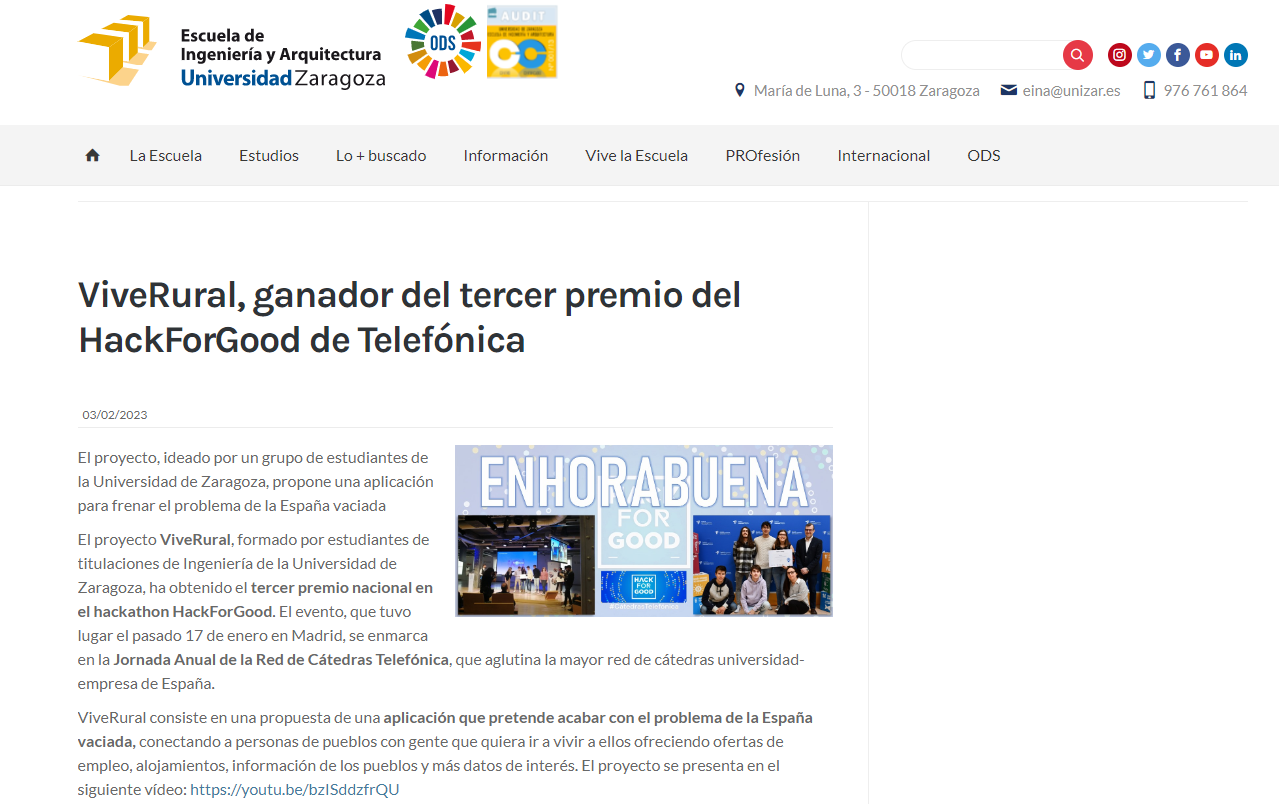 Escuela de
Ingeniería y Arquitectura
Universidad Zaragoza
ODS
AUDIT
María de Luna, 3 - 50018 Zaragoza
eina@unizar.es
976 761 864
La Escuela
Estudios
Lo + buscado
Información
Vive la Escuela
PROfesión
Internacional
ODS
ViveRural, ganador del tercer premio del
HackForGood de Telefónica
03/02/2023
El proyecto, ideado por un grupo de estudiantes de
la Universidad de Zaragoza, propone una aplicación
para frenar el problema de la España vaciada
ENHORABUENA
FOR
GOOD
HACK
FOR
GOOD
#CátedrasTelefónica
El proyecto ViveRural, formado por estudiantes de
titulaciones de Ingeniería de la Universidad de
Zaragoza, ha obtenido el tercer premio nacional en
el hackathon HackForGood. El evento, que tuvo
lugar el pasado 17 de enero en Madrid, se enmarca
en la Jornada Anual de la Red de Cátedras Telefónica, que aglutina la mayor red de cátedras universidad-
empresa de España.
ViveRural consiste en una propuesta de una aplicación que pretende acabar con el problema de la España
vaciada, conectando a personas de pueblos con gente que quiera ir a vivir a ellos ofreciendo ofertas de
empleo, alojamientos, información de los pueblos y más datos de interés. El proyecto se presenta en el
siguiente vídeo: https://youtu.be/bzISddzfrQU